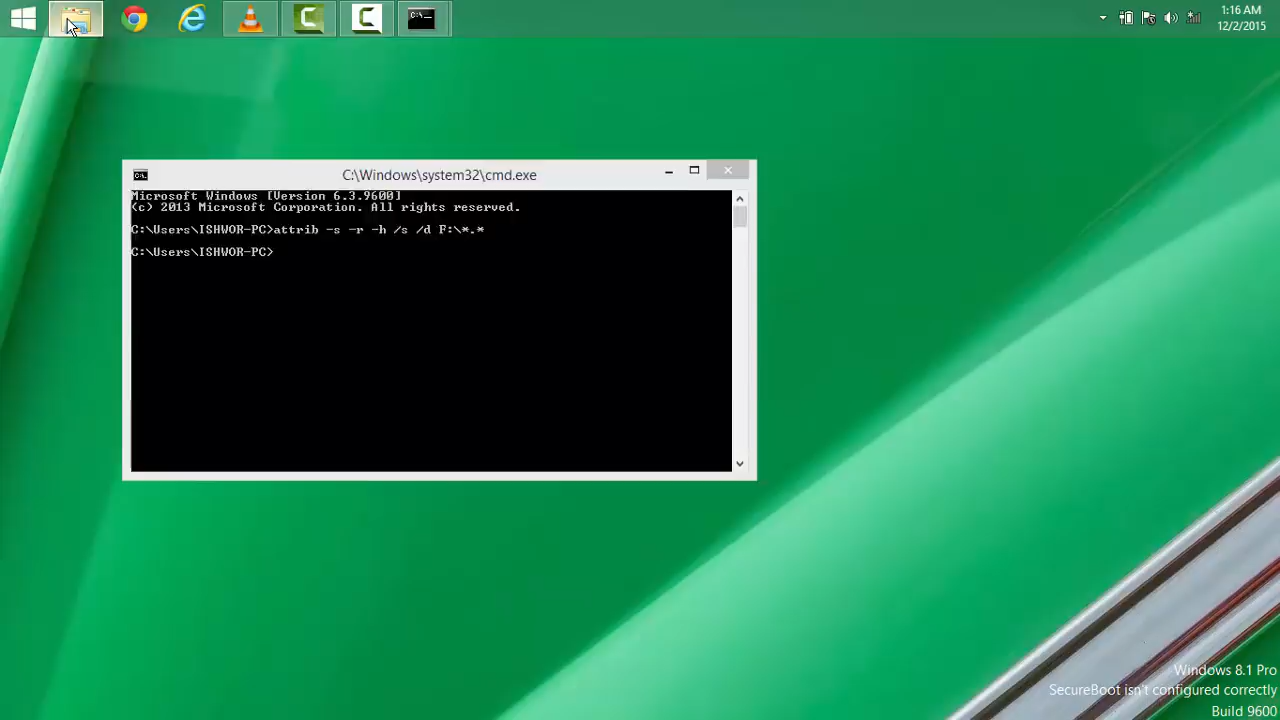 1:16 AM
12/2/2015
C:\Windows\system32\cmd.exe
Microsoft Windows [Version 6.3.9600]
(c) 2013 Microsoft Corporation. All rights reserved.
C:\Users\ISHWOR-PC>attrib -s -r -h /s /d F:\*.*
C:\Users\ISHWOR-PC>
Windows 8.1 Pro
SecureBoot isn't configured correctly
Build 9600